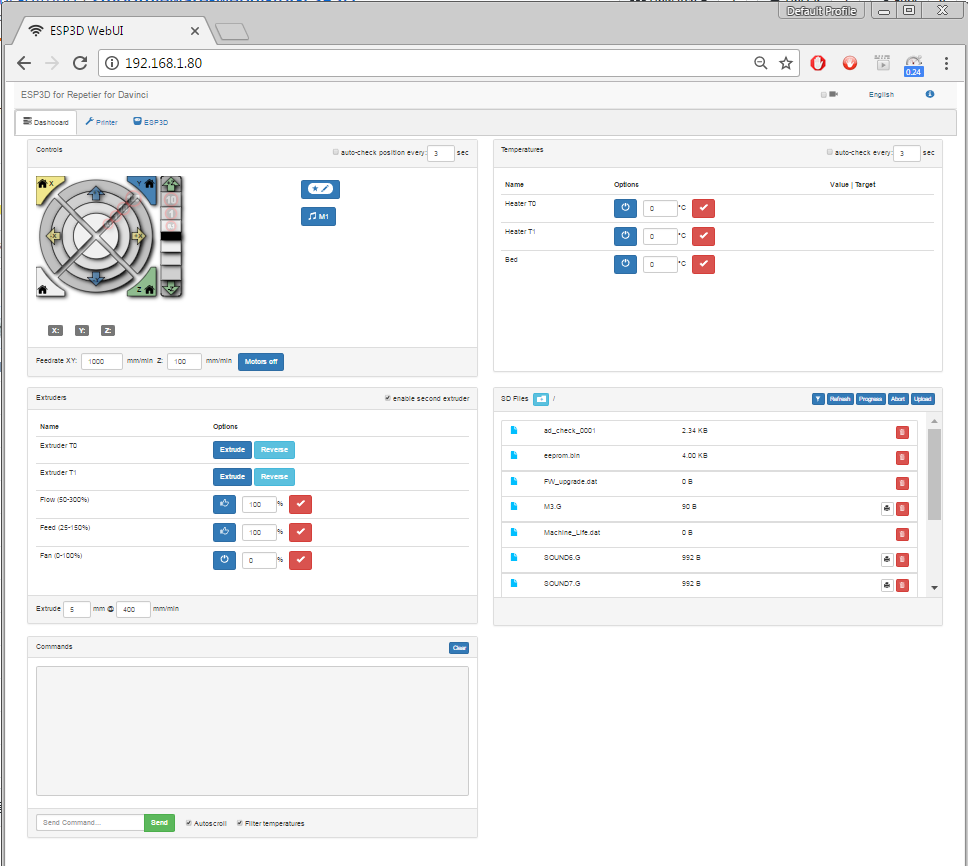 Default Profile
ESP3D WebUI
192.168.1.80
0.24
ESP3D for Repetier for Davinci
English
Dashboard
Printer
ESP3D
Controls
auto-check position every: 3 sec
X
Y
10
1
-X
+X
Z
M1
X: Y: Z:
Feedrate XY: 1000 mm/min Z: 100 mm/min Motors off
Temperatures
auto-check every: 3 sec
Name Options Value | Target
Heater T0 0 °C
Heater T1 0 °C
Bed 0 °C
Extruders
enable second extruder
Name Options
Extruder T0 Extrude Reverse
Extruder T1 Extrude Reverse
Flow (50-300%) 100 %
Feed (25-150%) 100 %
Fan (0-100%) 0 %
Extrude 5 mm @ 400 mm/min
SD Files / Refresh Progress Abort Upload
ad_check_0001 2.34 KB
eeprom.bin 4.00 KB
FW_upgrade.dat 0 B
M3.G 90 B
Machine_Life.dat 0 B
SOUND6.G 992 B
SOUND7.G 992 B
Commands
Clear
Send Command... Send Autoscroll Filter temperatures